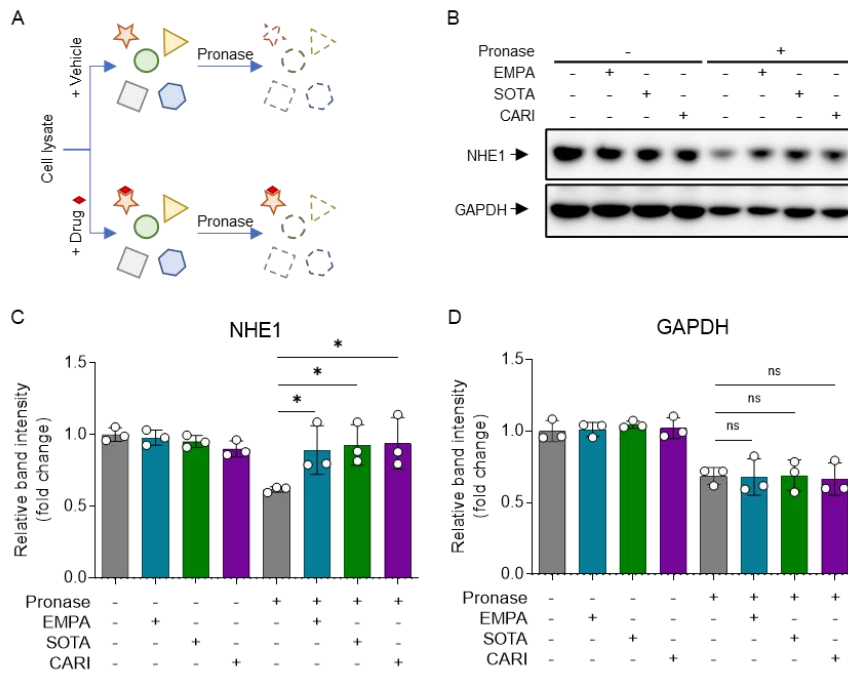 A
+ Vehicle
Pronase
Cell lysate
+ Drug
Pronase
B
Pronase - +
EMPA - + - - - + - -
SOTA - - + - - - + -
CARI - - - + - - - +
NHE1
GAPDH
C
NHE1
Relative band intensity
(fold change)
1.5
1.0
0.5
0.0
*
*
*
Pronase - - - - + + + +
EMPA - + - - - + - -
SOTA - - + - - - + -
CARI - - - + - - - +
D
GAPDH
Relative band intensity
(fold change)
1.5
1.0
0.5
0.0
ns
ns
ns
Pronase - - - - + + + +
EMPA - + - - - + - -
SOTA - - + - - - + -
CARI - - - + - - - +